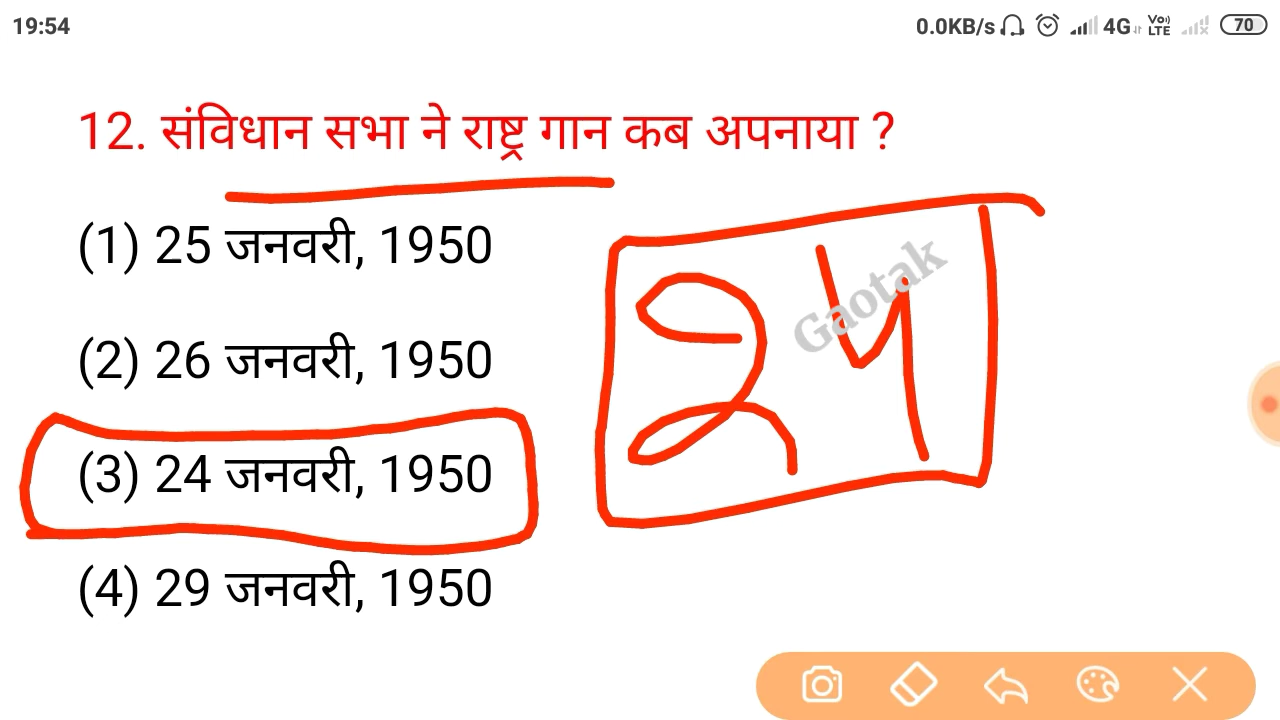 19:54
0.0KB/s 4G Vo) LTE 70
12. संविधान सभा ने राष्ट्र गान कब अपनाया ?
(1) 25 जनवरी, 1950
(2) 26 जनवरी, 1950
24
Gaotak
(3) 24 जनवरी, 1950
(4) 29 जनवरी, 1950